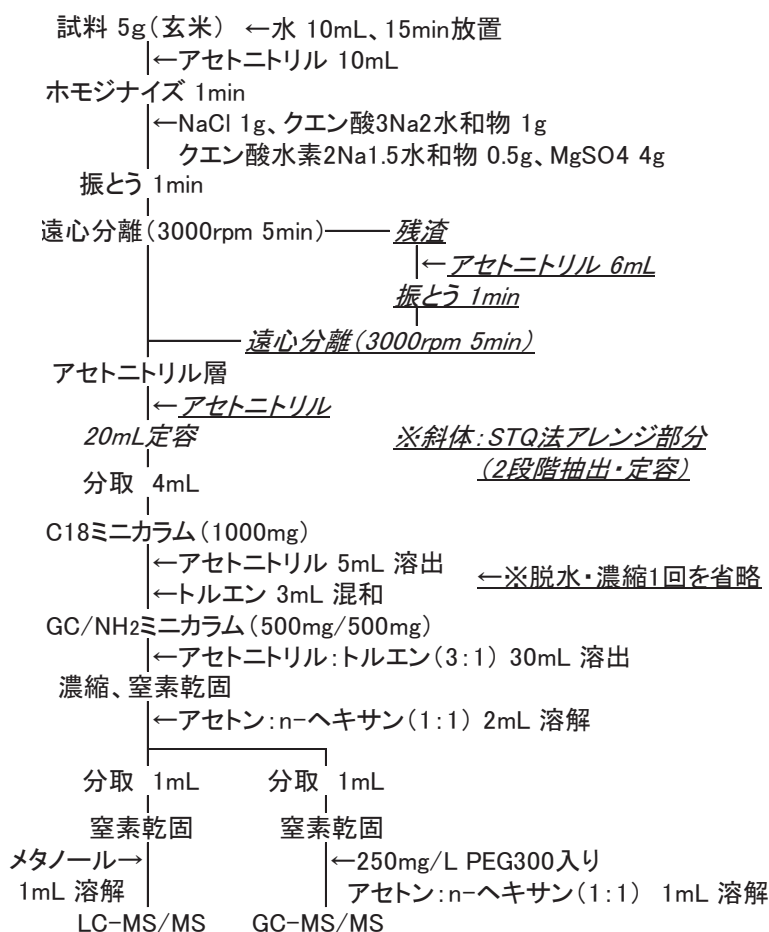 試料 5g（玄米） ←水 10mL、15min放置
←アセトニトリル 10mL
ホモジナイズ 1min
←NaCl 1g、クエン酸3Na2水和物 1g
クエン酸水素2Na1.5水和物 0.5g、MgSO4 4g
振とう 1min
遠心分離（3000rpm 5min） 残渣
←アセトニトリル 6mL
振とう 1min
遠心分離（3000rpm 5min）
アセトニトリル層
←アセトニトリル
20mL定容 ※斜体：STQ法アレンジ部分
分取 4mL （2段階抽出・定容）
C18ミニカラム（1000mg）
←アセトニトリル 5mL 溶出
←トルエン 3mL 混和 ←※脱水・濃縮1回を省略
GC/NH2ミニカラム（500mg/500mg）
←アセトニトリル：トルエン（3：1） 30mL 溶出
濃縮、窒素乾固
←アセトン：n-ヘキサン（1：1） 2mL 溶解
分取 1mL 分取 1mL
窒素乾固 窒素乾固
メタノール→ ←250mg/L PEG300入り
1mL 溶解 アセトン：n-ヘキサン（1：1） 1mL 溶解
LC-MS/MS GC-MS/MS